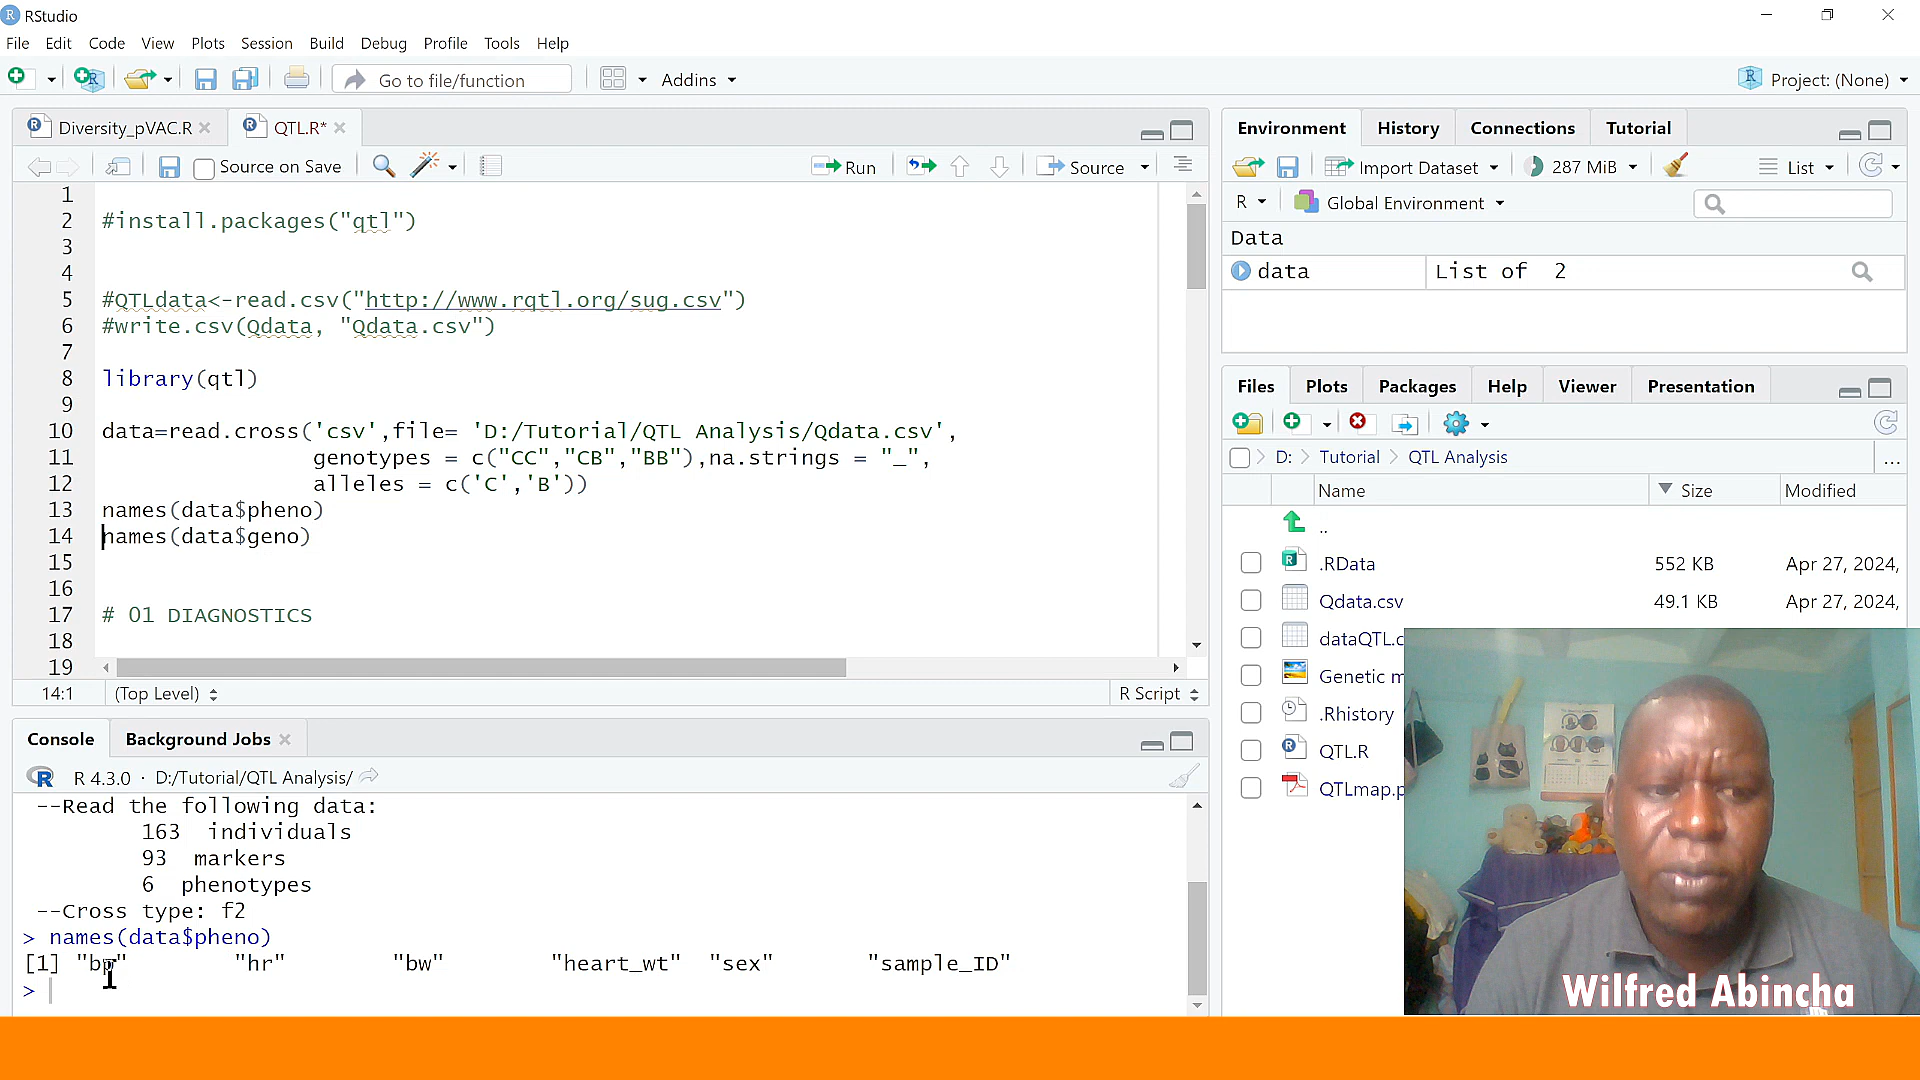 RStudio
File Edit Code View Plots Session Build Debug Profile Tools Help
Go to file/function Addins Project: (None)
Diversity_pVAC.R QTL.R*
Source on Save Run Source
1
2 #install.packages("qtl")
3
4
5 #QTLdata<-read.csv("http://www.rqtl.org/sug.csv")
6 #write.csv(Qdata, "Qdata.csv")
7
8 library(qtl)
9
10 data=read.cross('csv',file= 'D:/Tutorial/QTL Analysis/Qdata.csv',
11 genotypes = c("CC","CB","BB"),na.strings = "_",
12 alleles = c('C','B'))
13 names(data$pheno)
14 names(data$geno)
15
16
17 # 01 DIAGNOSTICS
18
19
14:1 (Top Level) R Script
Console Background Jobs
R 4.3.0 · D:/Tutorial/QTL Analysis/
--Read the following data:
163 individuals
93 markers
6 phenotypes
--Cross type: f2
> names(data$pheno)
[1] "bp" "hr" "bw" "heart_wt" "sex" "sample_ID"
>
Environment History Connections Tutorial
Import Dataset 287 MiB List
R Global Environment
Data
data List of 2
Files Plots Packages Help Viewer Presentation
D: Tutorial QTL Analysis ...
Name Size Modified
..
.RData 552 KB Apr 27, 2024,
Qdata.csv 49.1 KB Apr 27, 2024,
dataQTL.c
Genetic m
.Rhistory
QTL.R
QTLmap.p
Wilfred Abincha